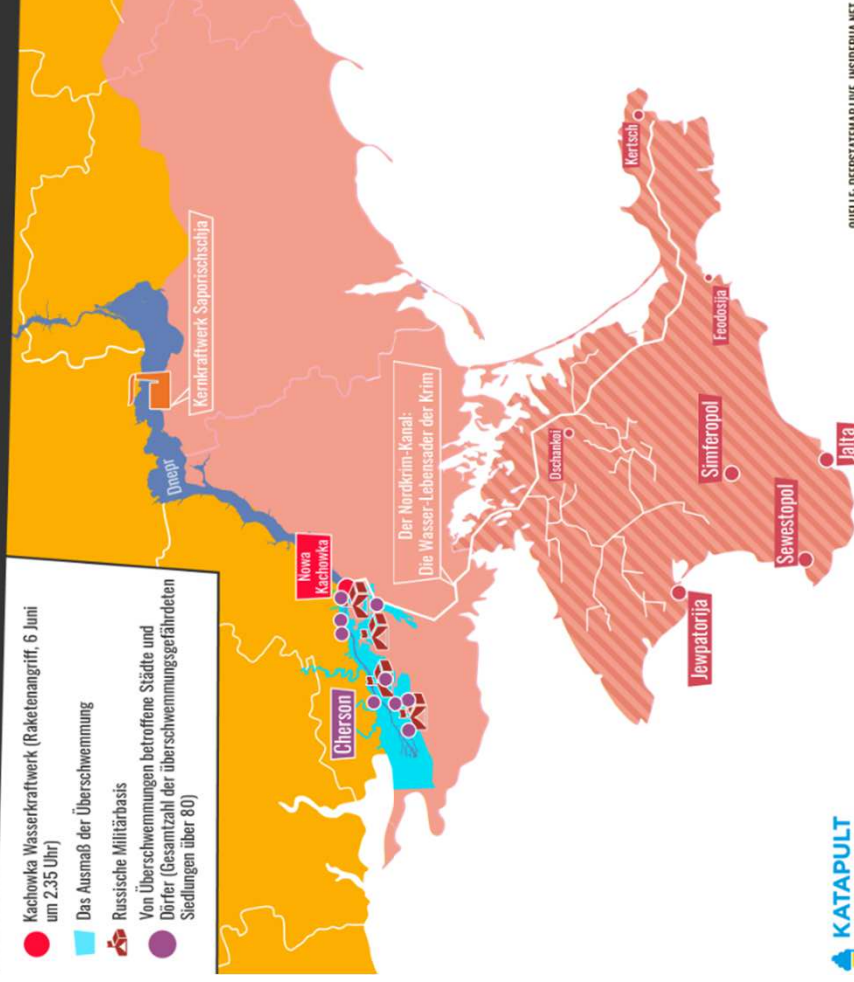 Kachowka Wasserkraftwerk (Raketenangriff, 6 Juni
um 2.35 Uhr)
Das Ausmaß der Überschwemmung
Russische Militärbasis
Von Überschwemmungen betroffene Städte und
Dörfer (Gesamtzahl der überschwemmungsgefährdeten
Siedlungen über 80)
Dnepr
Kernkraftwerk Saporischschja
Nowa
Kachowka
Cherson
Der Nordkrim-Kanal:
Die Wasser-Lebensader der Krim
Kertsch
Dschankoi
Feodosija
Simferopol
Jewpatorija
Sewestopol
Jalta
KATAPULT